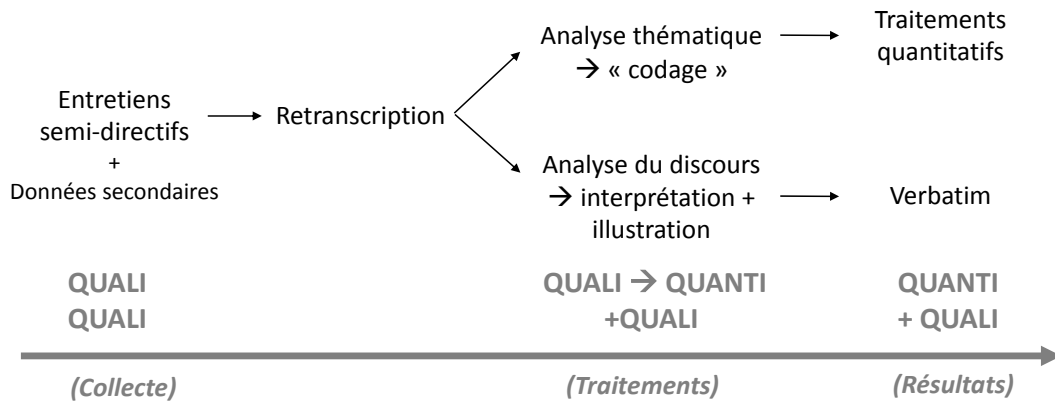 Entretiens
semi-directifs
+
Données secondaires
Retranscription
Analyse thématique
→ « codage »
Traitements
quantitatifs
Analyse du discours
→ interprétation +
illustration
Verbatim
QUALI
QUALI
QUALI → QUANTI
+QUALI
QUANTI
+ QUALI
(Collecte)
(Traitements)
(Résultats)